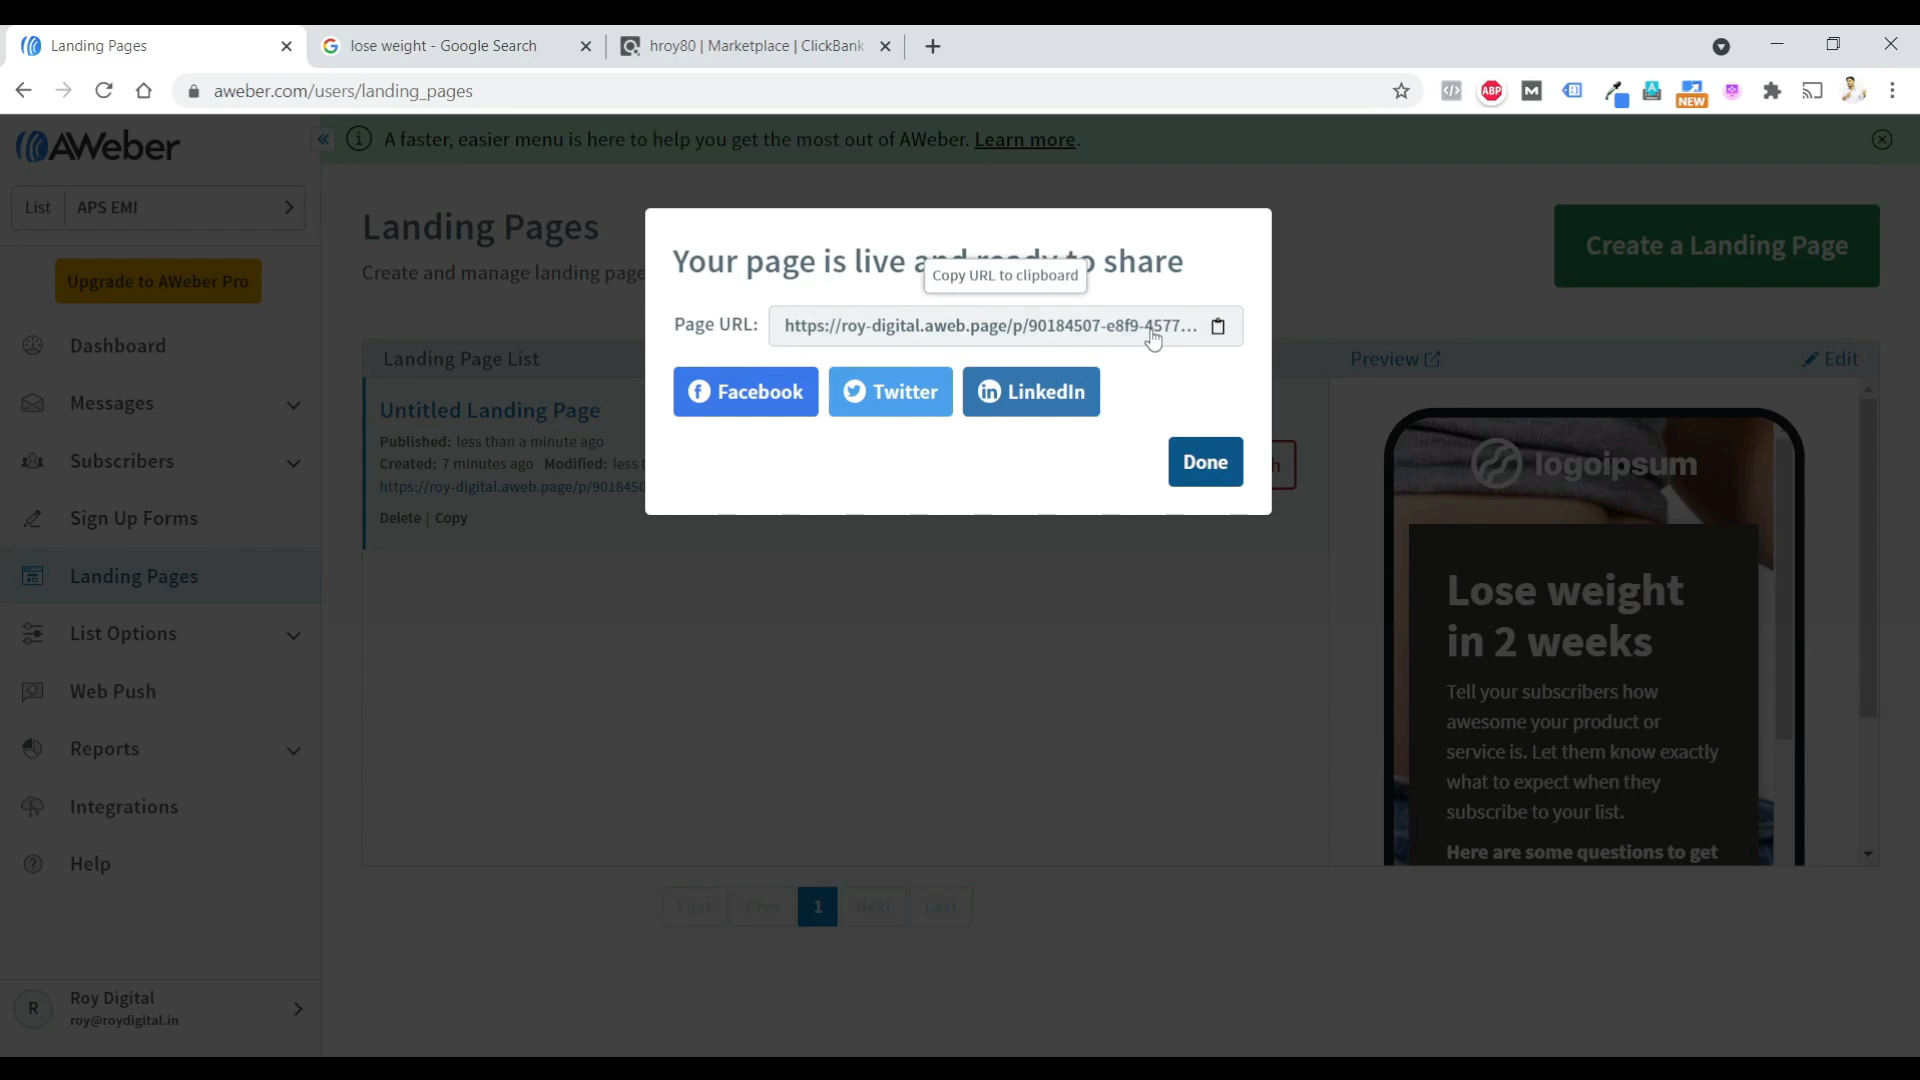 Landing Pages
lose weight - Google Search
hroy80 | Marketplace | ClickBank
aweber.com/users/landing_pages
ABP
M
NEW
AWeber
A faster, easier menu is here to help you get the most out of AWeber. Learn more.
List APS EMI
Upgrade to AWeber Pro
Dashboard
Messages
Subscribers
Sign Up Forms
Landing Pages
List Options
Web Push
Reports
Integrations
Help
R
Roy Digital
roy@roydigital.in
Landing Pages
Create and manage landing page
Create a Landing Page
Landing Page List
Preview
Edit
Untitled Landing Page
Published: less than a minute ago
Created: 7 minutes ago Modified: less
https://roy-digital.aweb.page/p/9018450
Delete | Copy
Your page is live and ready to share
Copy URL to clipboard
Page URL: https://roy-digital.aweb.page/p/90184507-e8f9-4577...
Facebook
Twitter
LinkedIn
Done
h
logoipsum
Lose weight
in 2 weeks
Tell your subscribers how
awesome your product or
service is. Let them know exactly
what to expect when they
subscribe to your list.
Here are some questions to get
First Prev 1 Next Last